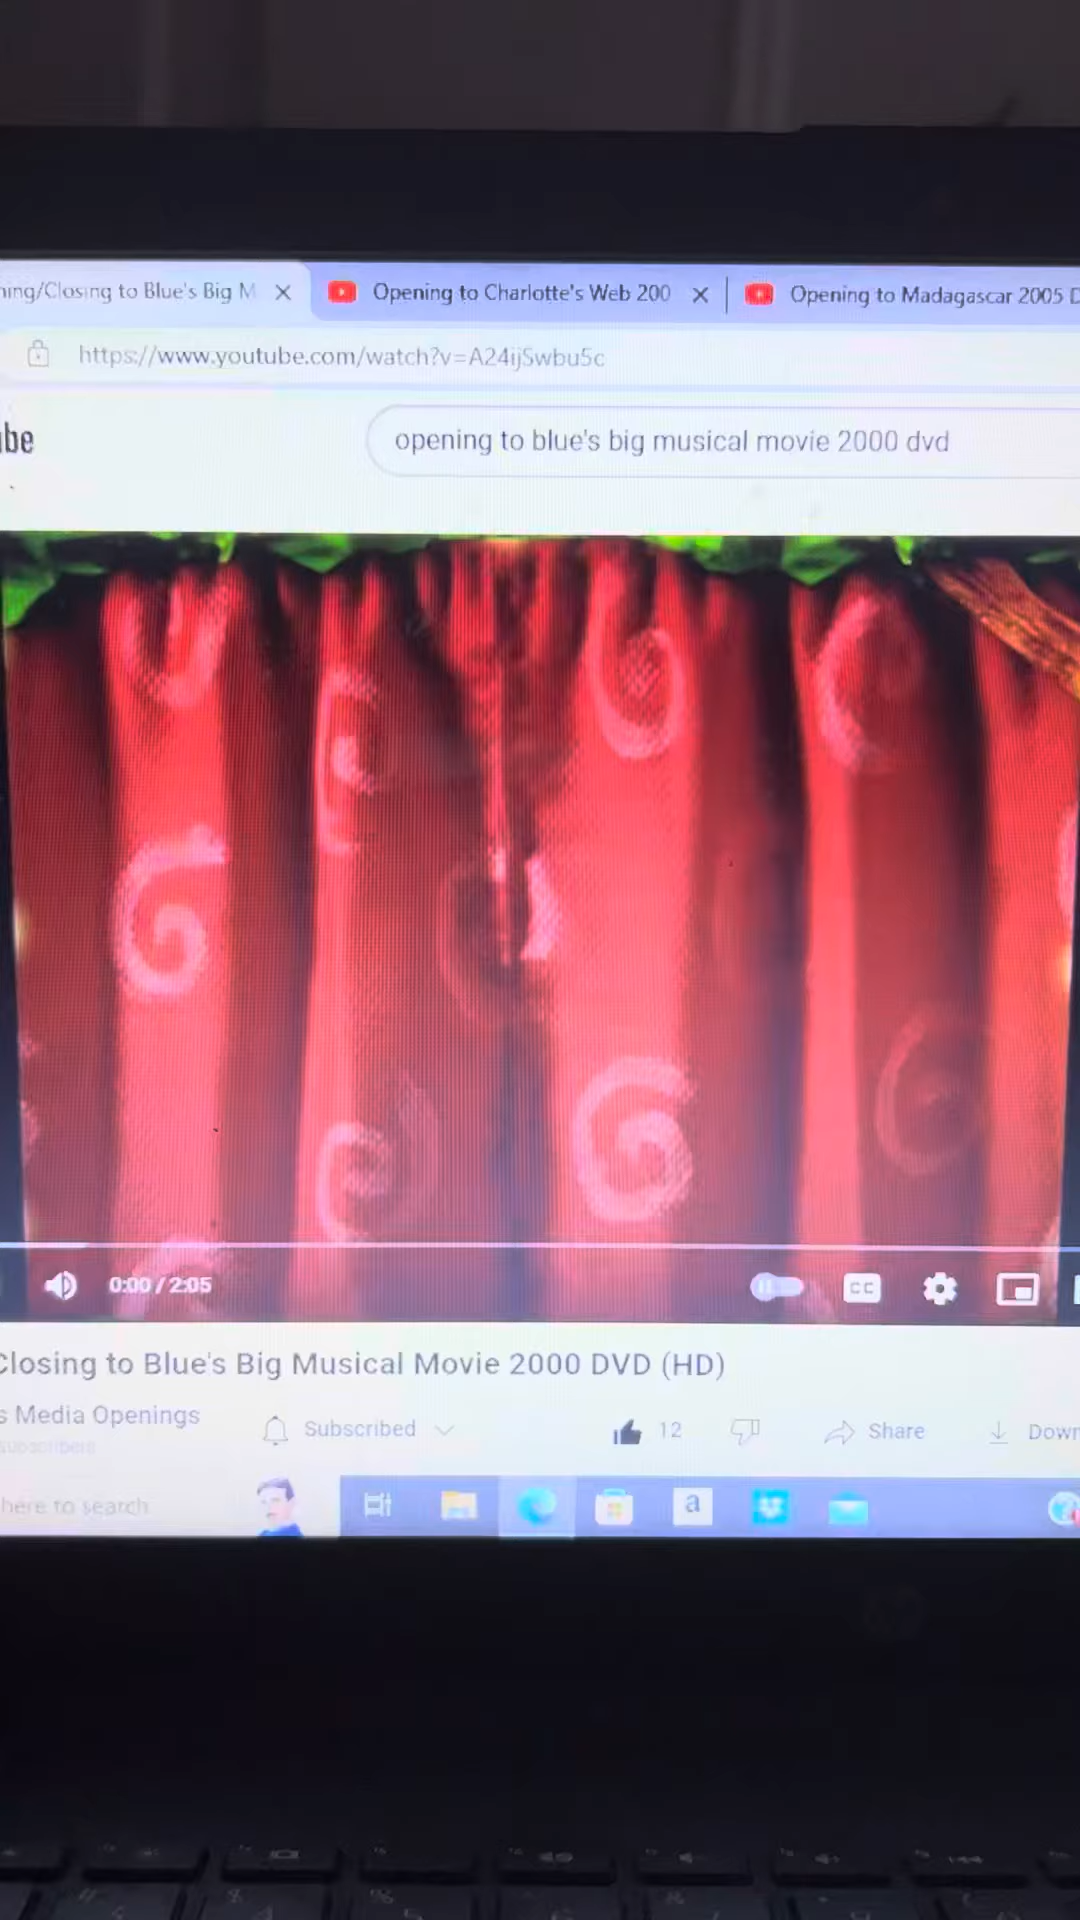 ning/Closing to Blue's Big M
Opening to Charlotte's Web 200
Opening to Madagascar 2005 D
https://www.youtube.com/watch?v=A24ijSwbu5c
ube
opening to blue's big musical movie 2000 dvd
0:00 / 2:05
CC
Closing to Blue's Big Musical Movie 2000 DVD (HD)
s Media Openings
subscribers
Subscribed
12
Share
Down
here to search
a